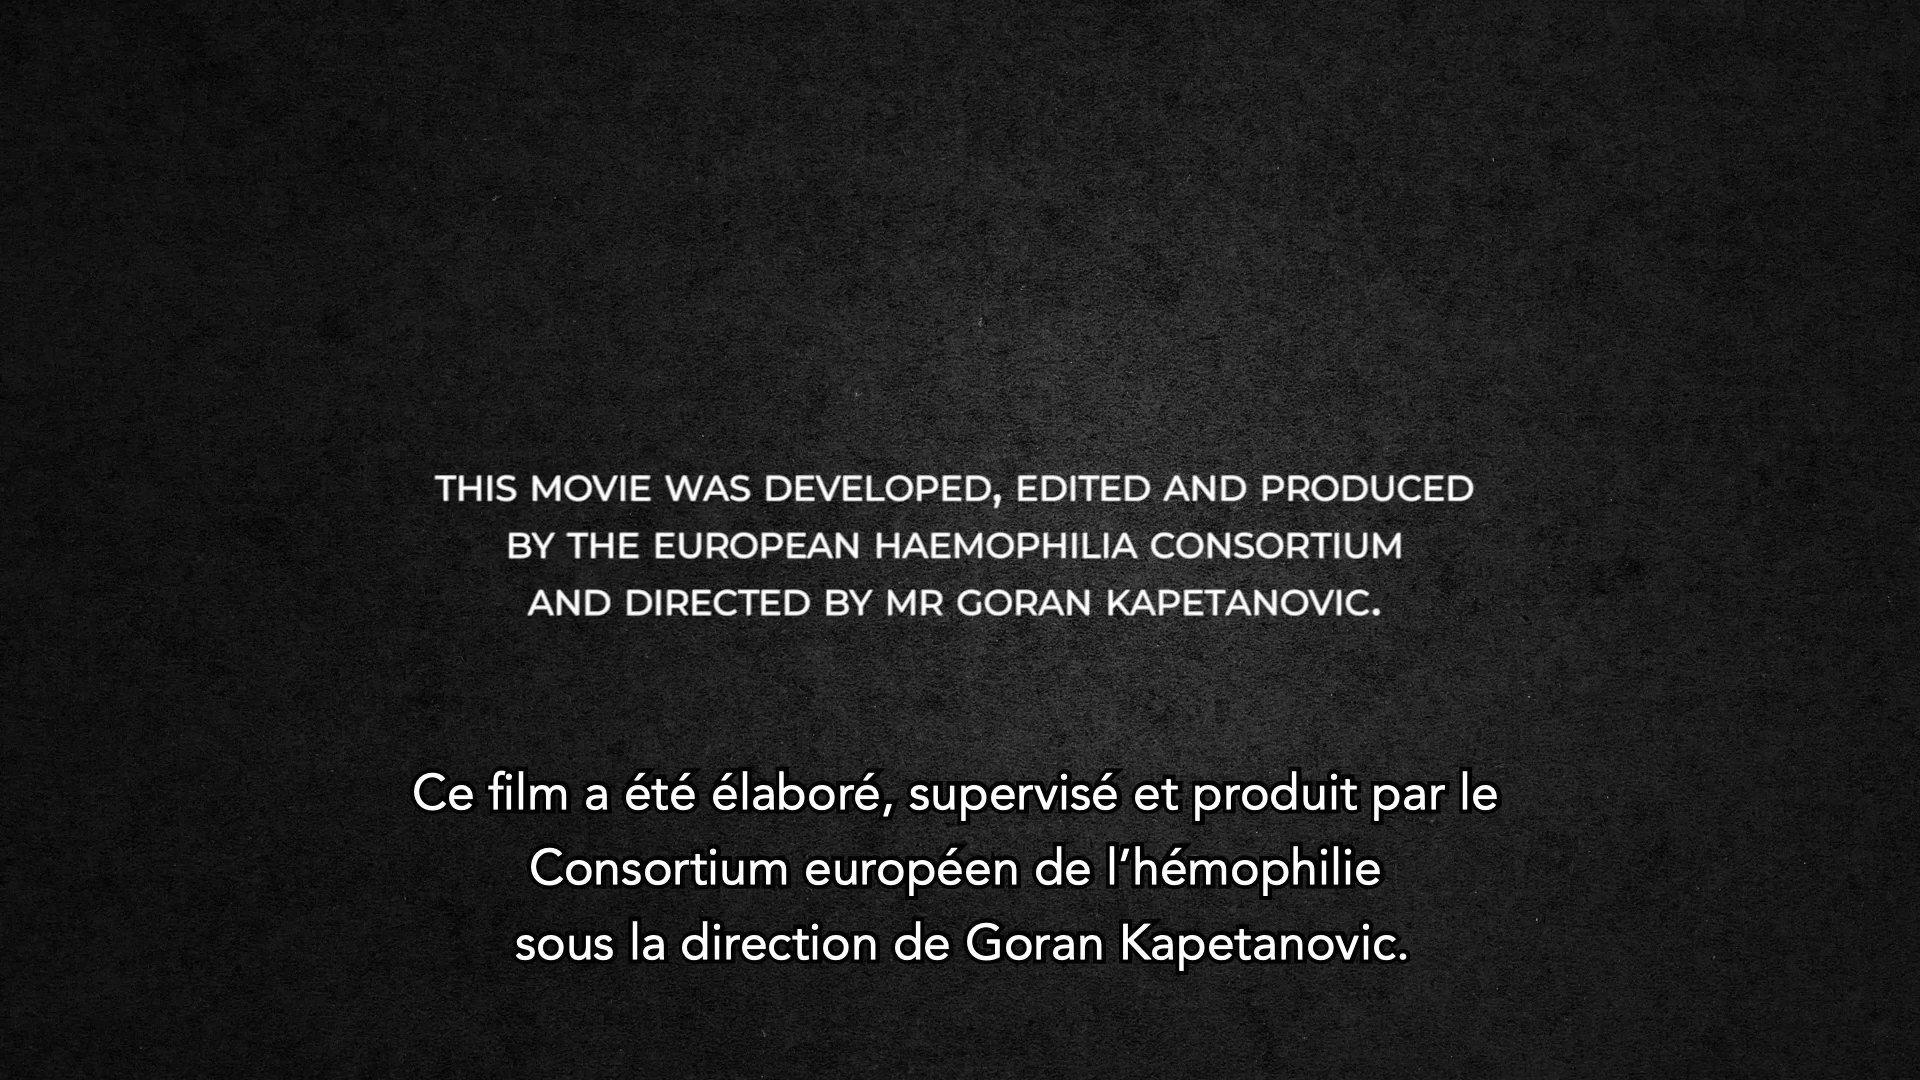 THIS MOVIE WAS DEVELOPED, EDITED AND PRODUCED
BY THE EUROPEAN HAEMOPHILIA CONSORTIUM
AND DIRECTED BY MR GORAN KAPETANOVIC.
Ce film a été élaboré, supervisé et produit par le
Consortium européen de l’hémophilie
sous la direction de Goran Kapetanovic.